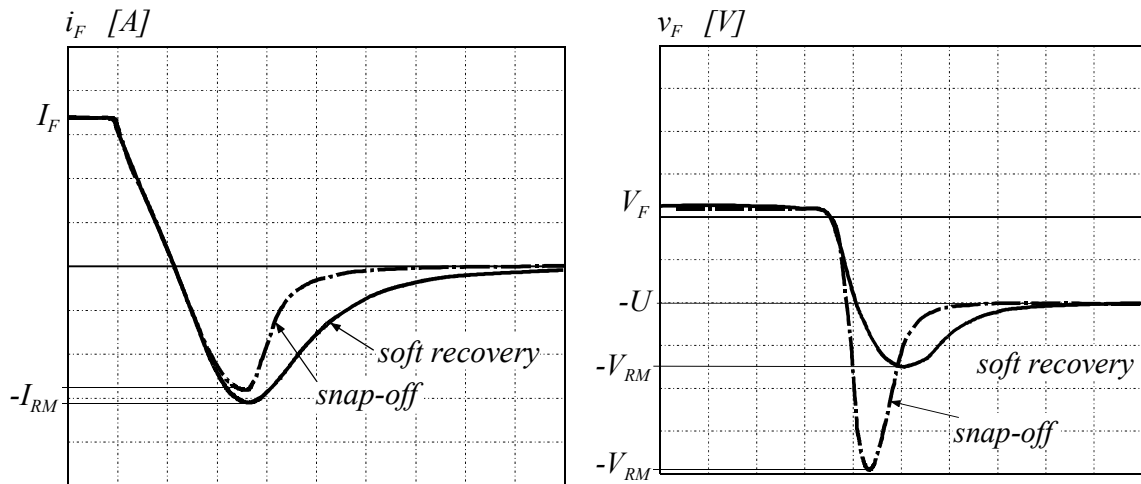 i_F [A]
I_F
-I_RM
soft recovery
snap-off
v_F [V]
V_F
-U
-V_RM
soft recovery
snap-off
-V_RM